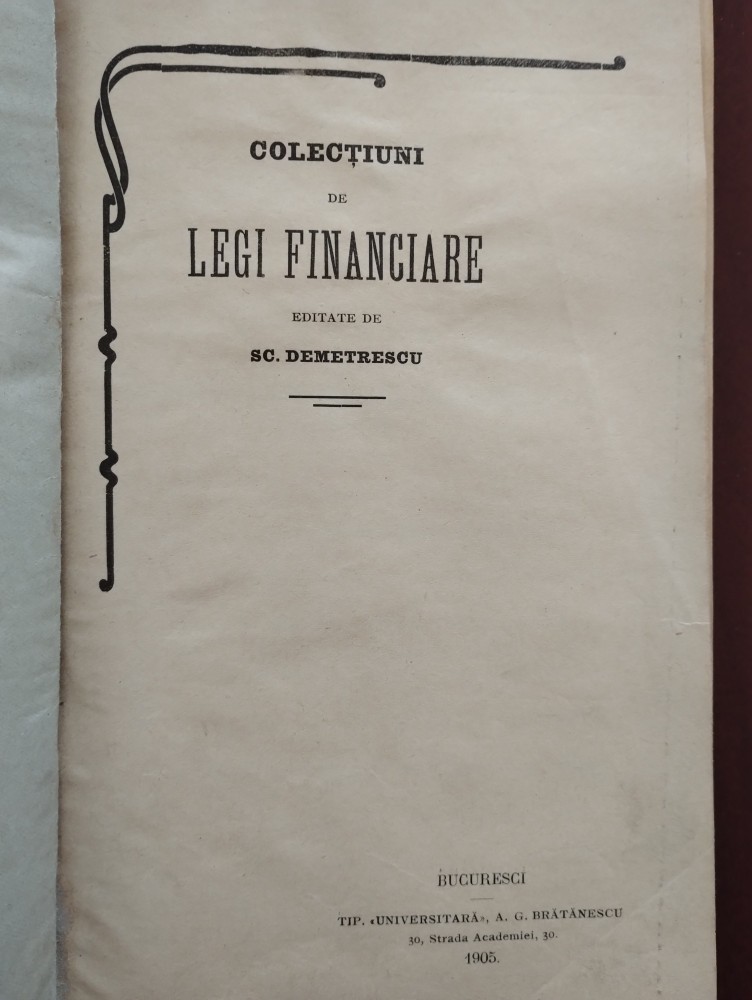 COLECȚIUNI
DE
LEGI FINANCIARE
EDITATE DE
SC. DEMETRESCU
BUCURESCI
TIP. «UNIVERSITARĂ», A. G. BRĂTĂNESCU
30, Strada Academiei, 30.
1905.